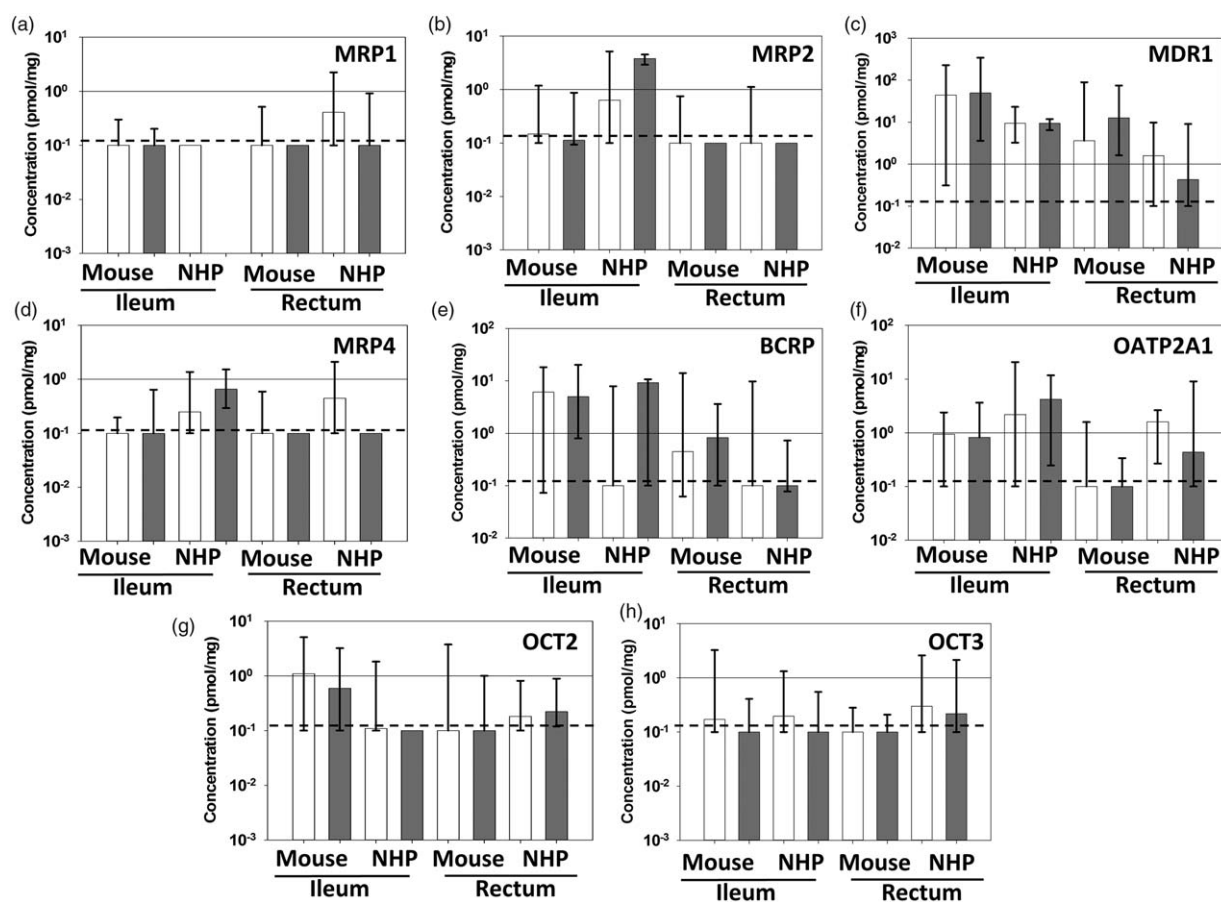 (a)
MRP1
Concentration (pmol/mg)
10¹
10⁰
10⁻¹
10⁻²
10⁻³
Mouse NHP Mouse NHP
Ileum Rectum
(b)
MRP2
Concentration (pmol/mg)
10¹
10⁰
10⁻¹
10⁻²
10⁻³
Mouse NHP Mouse NHP
Ileum Rectum
(c)
MDR1
Concentration (pmol/mg)
10³
10²
10¹
10⁰
10⁻¹
10⁻²
Mouse NHP Mouse NHP
Ileum Rectum
(d)
MRP4
Concentration (pmol/mg)
10¹
10⁰
10⁻¹
10⁻²
10⁻³
Mouse NHP Mouse NHP
Ileum Rectum
(e)
BCRP
Concentration (pmol/mg)
10²
10¹
10⁰
10⁻¹
10⁻²
Mouse NHP Mouse NHP
Ileum Rectum
(f)
OATP2A1
Concentration (pmol/mg)
10²
10¹
10⁰
10⁻¹
10⁻²
Mouse NHP Mouse NHP
Ileum Rectum
(g)
OCT2
Concentration (pmol/mg)
10¹
10⁰
10⁻¹
10⁻²
10⁻³
Mouse NHP Mouse NHP
Ileum Rectum
(h)
OCT3
Concentration (pmol/mg)
10¹
10⁰
10⁻¹
10⁻²
10⁻³
Mouse NHP Mouse NHP
Ileum Rectum